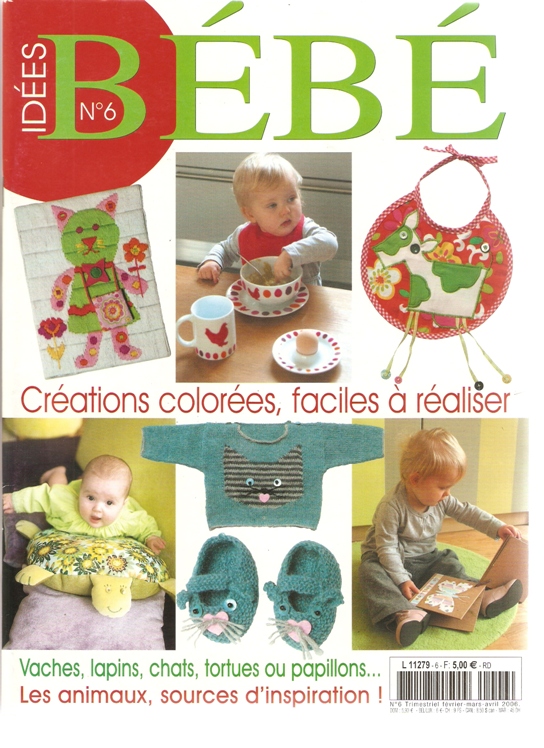 IDÉES
BÉBÉ
N°6
Créations colorées, faciles à réaliser
Vaches, lapins, chats, tortues ou papillons...
Les animaux, sources d'inspiration !
L 11279 - 6 - F: 5,00 € - RD
N°6 Trimestriel février-mars-avril 2006.